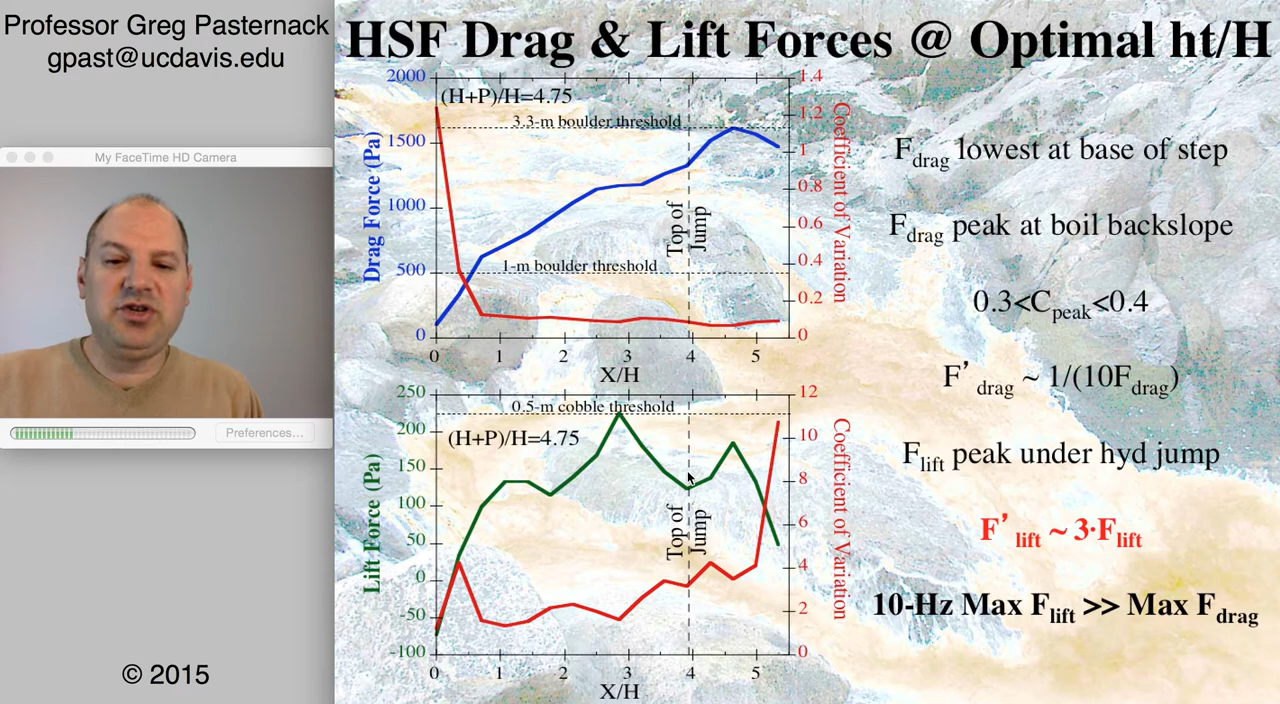 Professor Greg Pasternack
gpast@ucdavis.edu
My FaceTime HD Camera
Preferences...
© 2015
HSF Drag & Lift Forces @ Optimal ht/H
2000
1500
1000
500
0
Drag Force (Pa)
(H+P)/H=4.75
3.3-m boulder threshold
1-m boulder threshold
Top of
Jump
1.4
1.2
1
0.8
0.6
0.4
0.2
0
Coefficient of Variation
0 1 2 3 4 5
X/H
250
200
150
100
50
0
-50
-100
Lift Force (Pa)
0.5-m cobble threshold
(H+P)/H=4.75
Top of
Jump
12
10
8
6
4
2
0
Coefficient of Variation
0 1 2 3 4 5
X/H
Fdrag lowest at base of step
Fdrag peak at boil backslope
0.3<Cpeak<0.4
F’ drag ~ 1/(10Fdrag)
Flift peak under hyd jump
F’ lift ~ 3·Flift
10-Hz Max Flift >> Max Fdrag